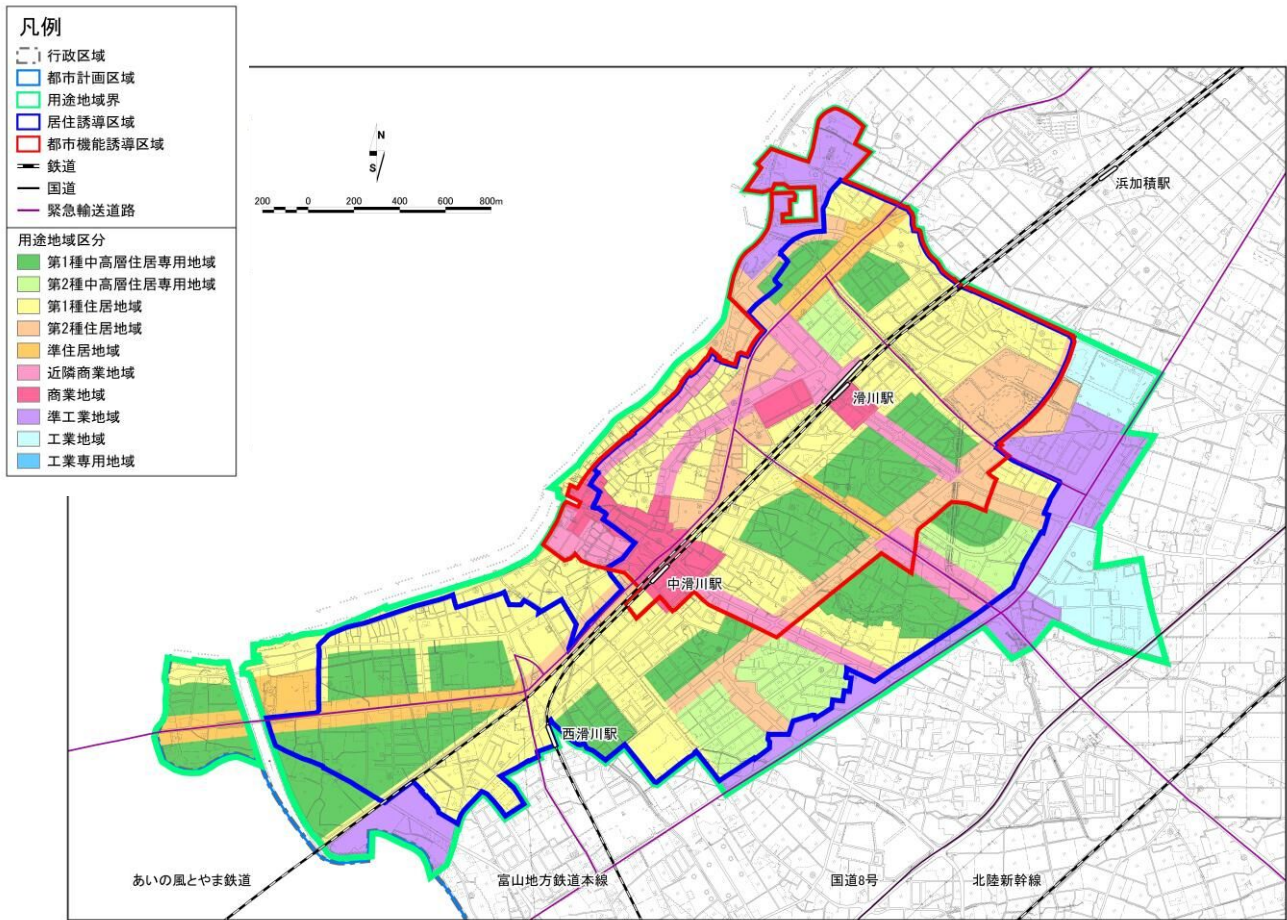 凡例
行政区域
都市計画区域
用途地域界
居住誘導区域
都市機能誘導区域
鉄道
国道
緊急輸送道路
用途地域区分
第1種中高層住居専用地域
第2種中高層住居専用地域
第1種住居地域
第2種住居地域
準住居地域
近隣商業地域
商業地域
準工業地域
工業地域
工業専用地域
N
S
200 0 200 400 600 800m
浜加積駅
滑川駅
中滑川駅
西滑川駅
あいの風とやま鉄道
富山地方鉄道本線
国道8号
北陸新幹線